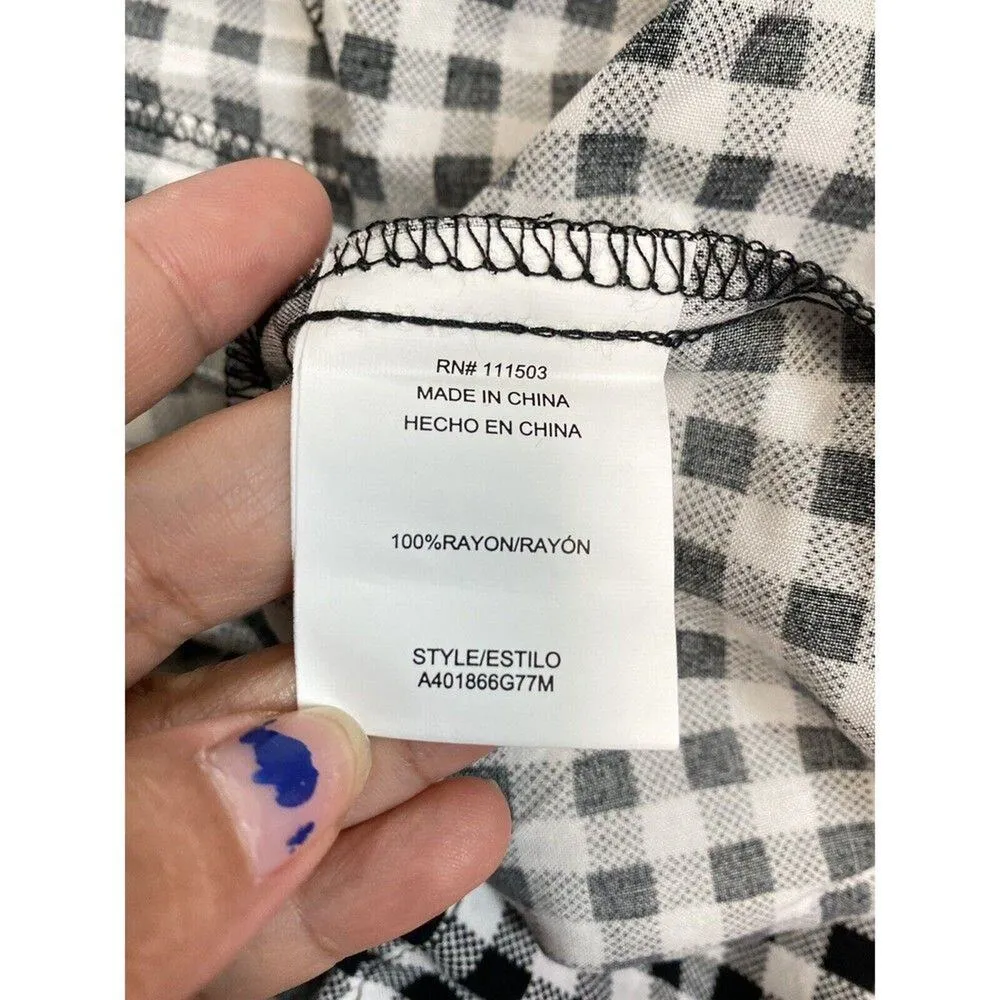 RN# 111503
MADE IN CHINA
HECHO EN CHINA
100%RAYON/RAYÓN
STYLE/ESTILO
A401866G77M